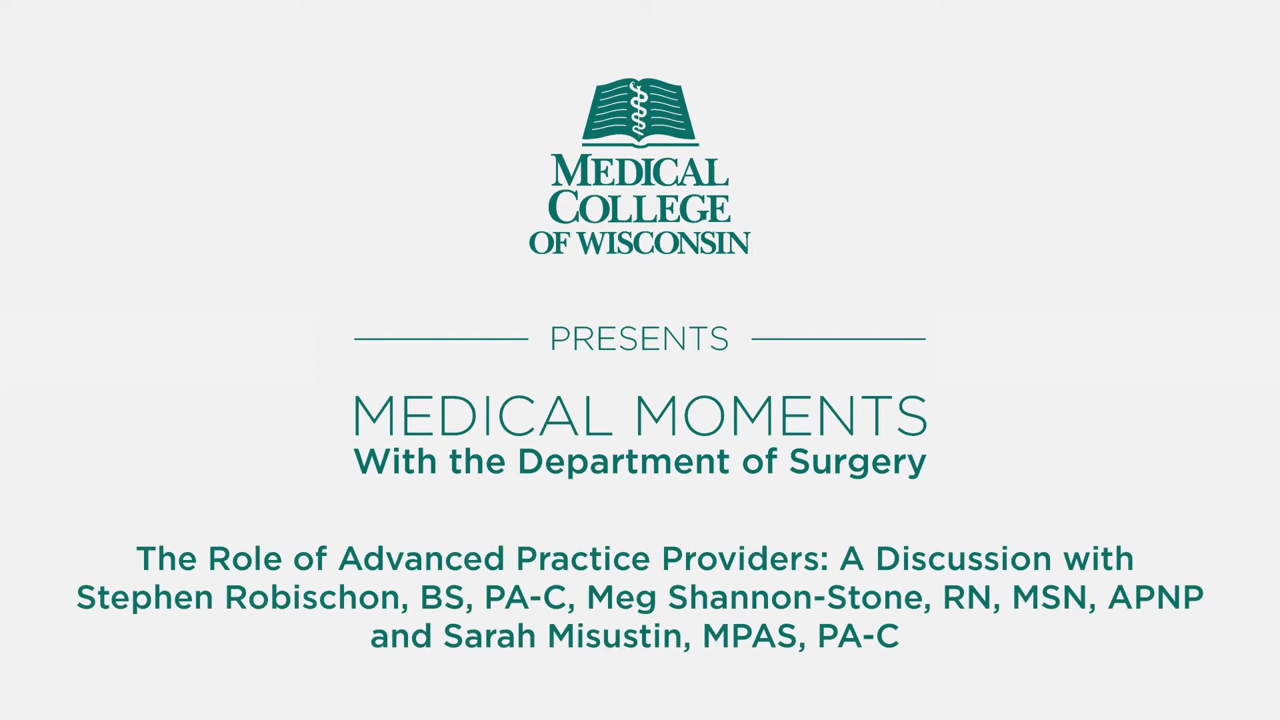 MEDICAL
COLLEGE
OF WISCONSIN
PRESENTS
MEDICAL MOMENTS
With the Department of Surgery
The Role of Advanced Practice Providers: A Discussion with
Stephen Robischon, BS, PA-C, Meg Shannon-Stone, RN, MSN, APNP
and Sarah Misustin, MPAS, PA-C